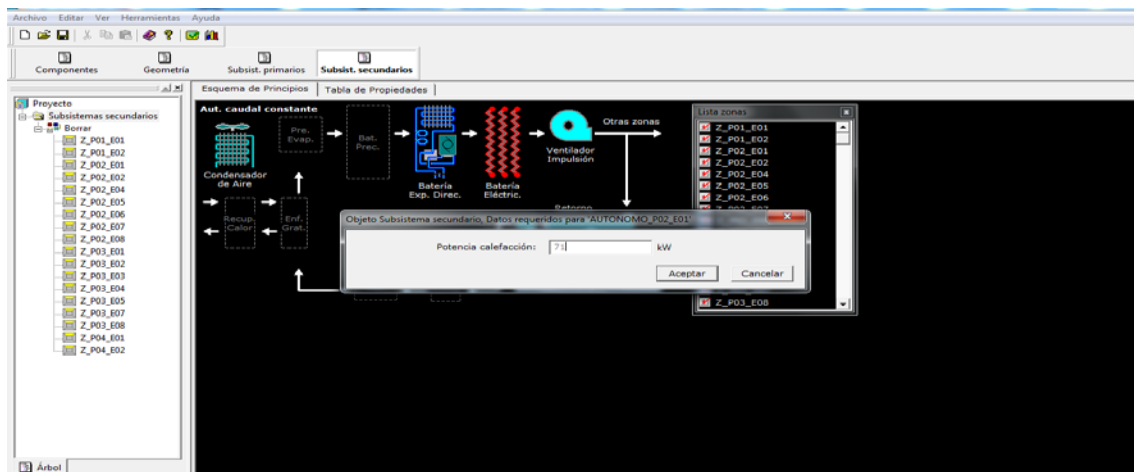 Archivo Editar Ver Herramientas Ayuda
Componentes
Geometría
Subsist. primarios
Subsist. secundarios
Proyecto
Subsistemas secundarios
Borrar
Z_P01_E01
Z_P01_E02
Z_P02_E01
Z_P02_E02
Z_P02_E04
Z_P02_E05
Z_P02_E06
Z_P02_E07
Z_P02_E08
Z_P03_E01
Z_P03_E02
Z_P03_E03
Z_P03_E04
Z_P03_E05
Z_P03_E07
Z_P03_E08
Z_P04_E01
Z_P04_E02
Árbol
Esquema de Principios
Tabla de Propiedades
Aut. caudal constante
Condensador
de Aire
Pre.
Evap.
Bat.
Prec.
Batería
Exp. Direc.
Batería
Eléctric.
Ventilador
Impulsión
Otras zonas
Retorno
Recup.
Calor
Enf.
Grat.
Lista zonas
Z_P01_E01
Z_P01_E02
Z_P02_E01
Z_P02_E02
Z_P02_E04
Z_P02_E05
Z_P02_E06
Z_P02_E07
Z_P03_E08
Objeto Subsistema secundario, Datos requeridos para 'AUTONOMO_P02_E01'
Potencia calefacción: 71 kW
Aceptar Cancelar